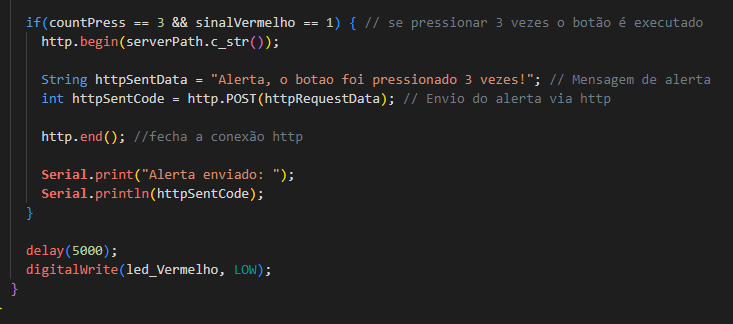 if(countPress == 3 && sinalVermelho == 1) { // se pressionar 3 vezes o botão é executado
http.begin(serverPath.c_str());
String httpSentData = "Alerta, o botao foi pressionado 3 vezes!"; // Mensagem de alerta
int httpSentCode = http.POST(httpRequestData); // Envio do alerta via http
http.end(); //fecha a conexão http
Serial.print("Alerta enviado: ");
Serial.println(httpSentCode);
}
delay(5000);
digitalWrite(led_Vermelho, LOW);
}